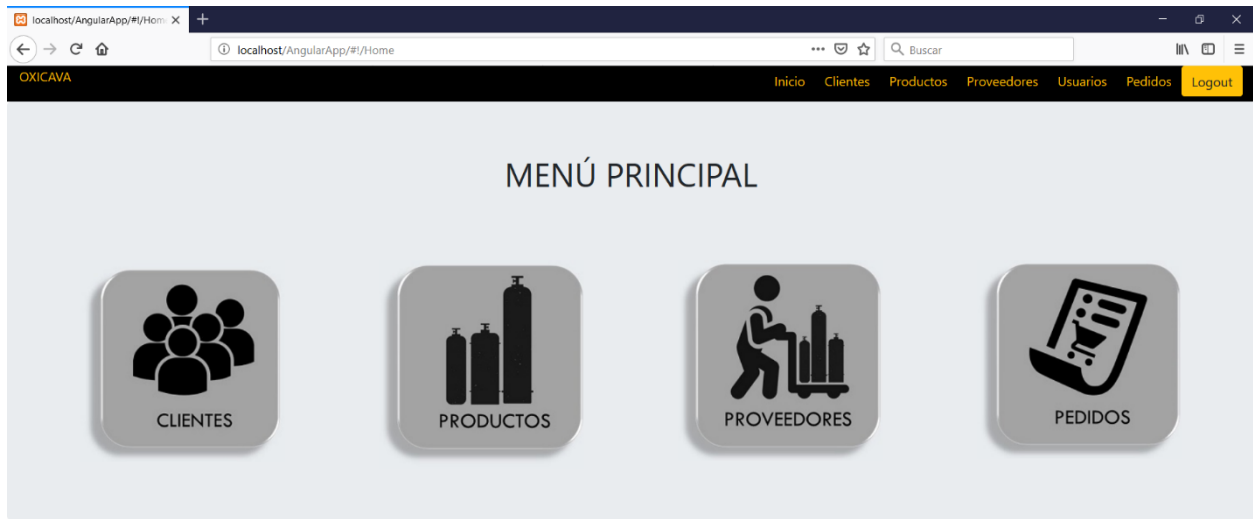 localhost/AngularApp/#!/Hom
localhost/AngularApp/#!/Home
Buscar
OXICAVA
Inicio Clientes Productos Proveedores Usuarios Pedidos Logout
MENÚ PRINCIPAL
CLIENTES
PRODUCTOS
PROVEEDORES
PEDIDOS